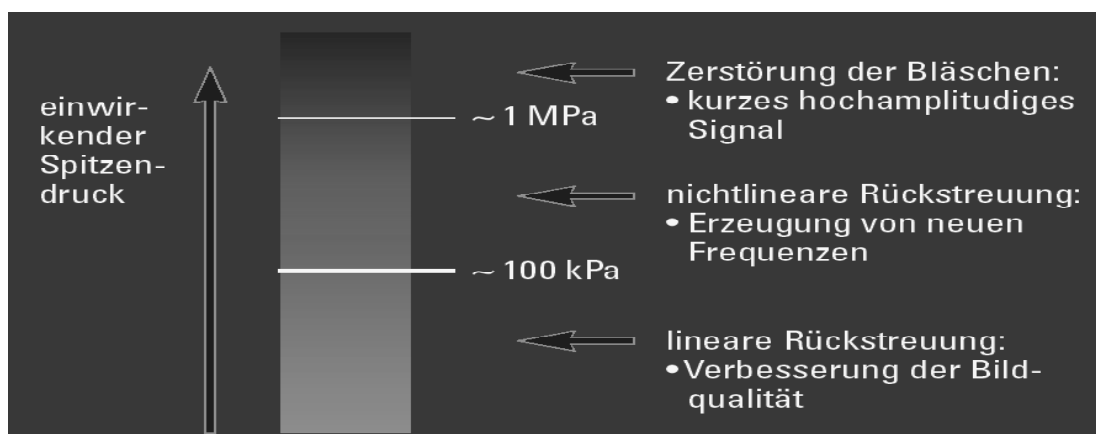 einwir-
kender
Spitzen-
druck
~ 1 MPa
~ 100 kPa
Zerstörung der Bläschen:
• kurzes hochamplitudiges
Signal
nichtlineare Rückstreuung:
• Erzeugung von neuen
Frequenzen
lineare Rückstreuung:
• Verbesserung der Bild-
qualität